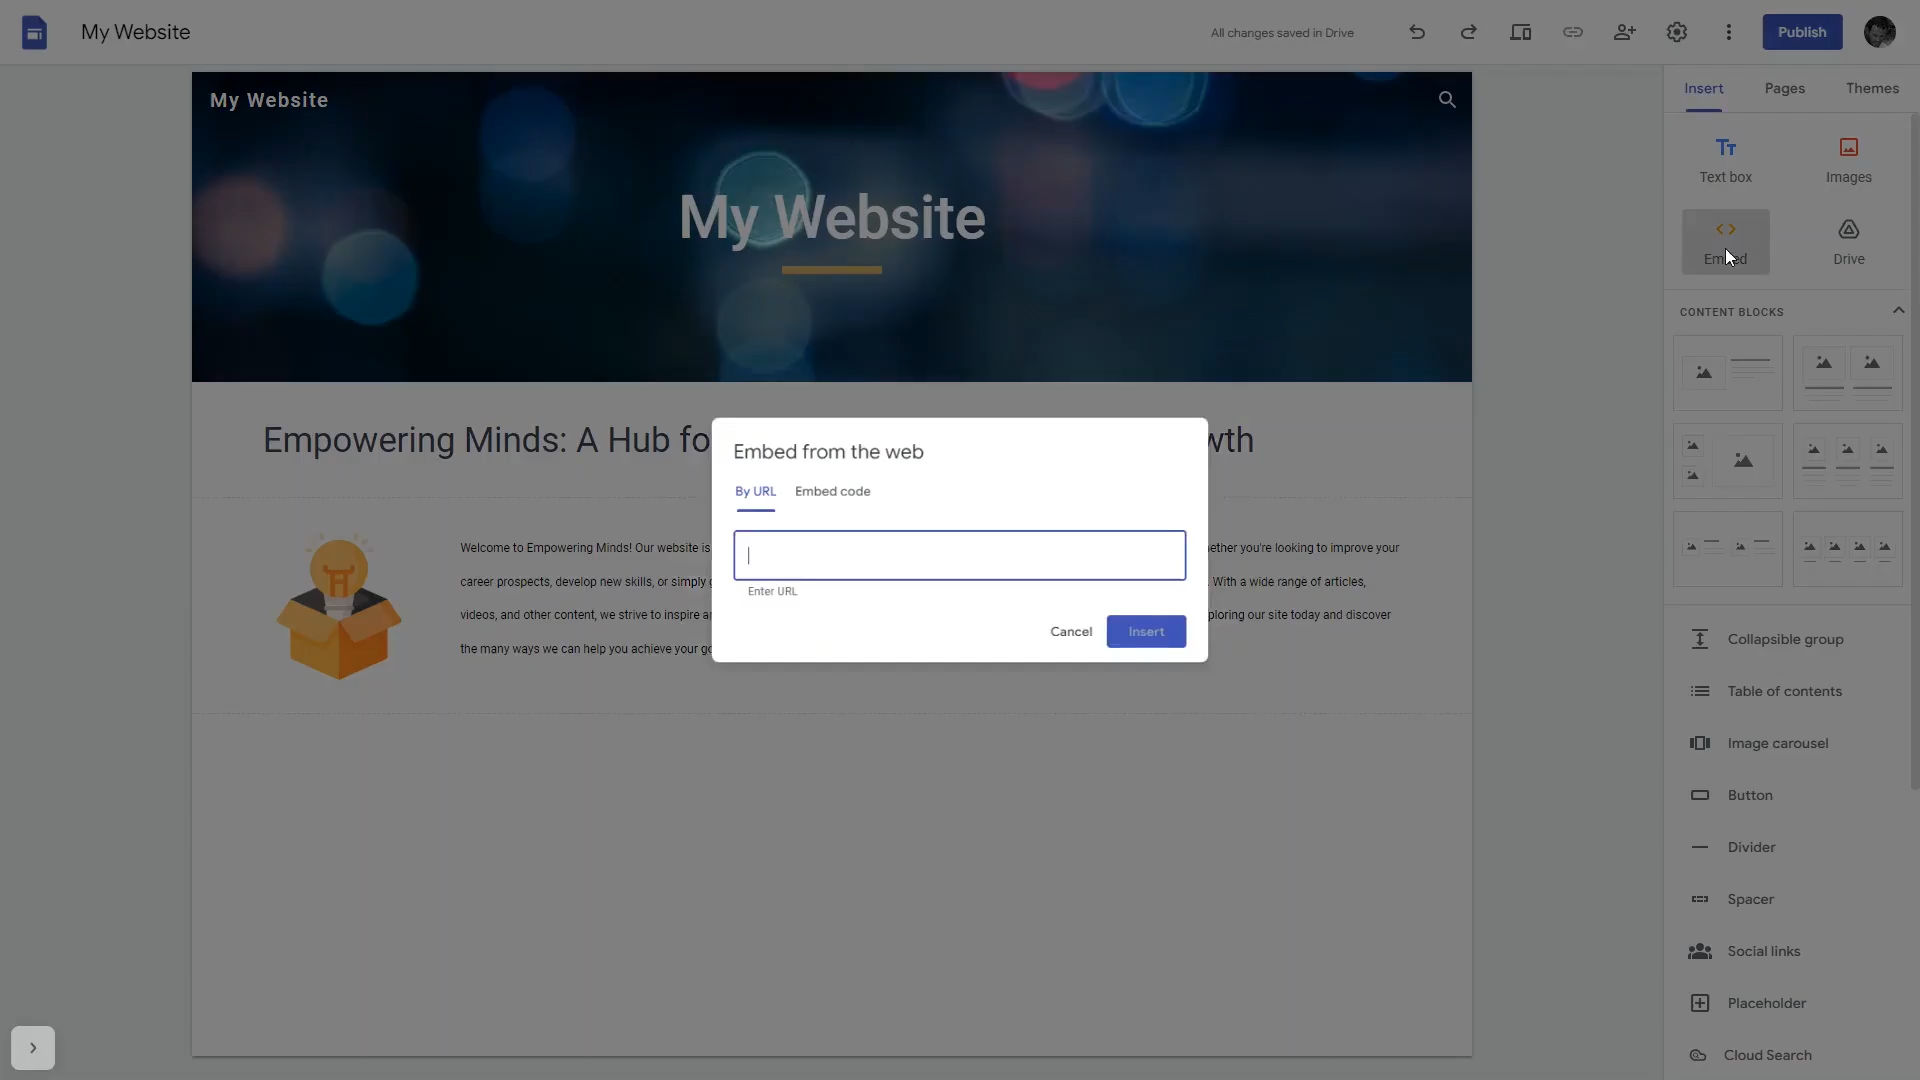 My Website
All changes saved in Drive
Publish
My Website
My Website
Empowering Minds: A Hub fo
wth
Welcome to Empowering Minds! Our website is
ether you're looking to improve your
career prospects, develop new skills, or simply
With a wide range of articles,
videos, and other content, we strive to inspire a
ploring our site today and discover
the many ways we can help you achieve your go
Embed from the web
By URL Embed code
Enter URL
Cancel Insert
Insert Pages Themes
Text box Images
Embed Drive
CONTENT BLOCKS
Collapsible group
Table of contents
Image carousel
Button
Divider
Spacer
Social links
Placeholder
Cloud Search